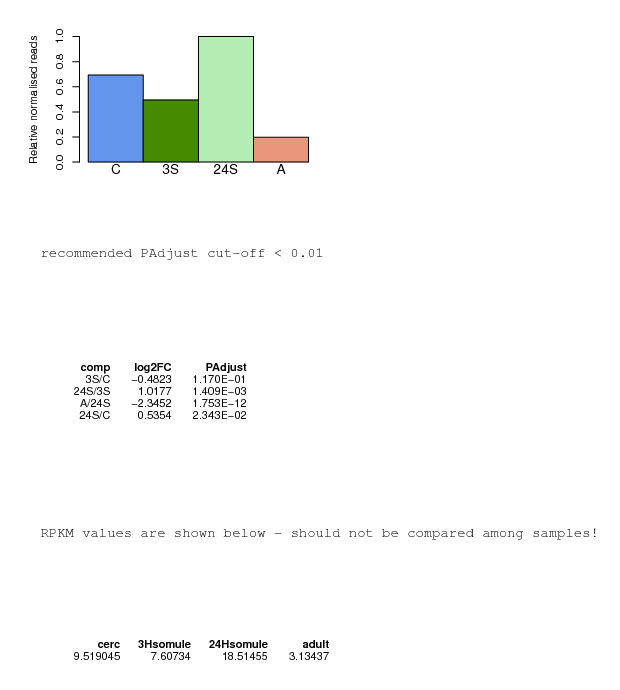 Relative normalised reads
1.0
0.8
0.6
0.4
0.2
0.0
C 3S 24S A
recommended PAdjust cut-off < 0.01
comp log2FC PAdjust
3S/C −0.4823 1.170E−01
24S/3S 1.0177 1.409E−03
A/24S −2.3452 1.753E−12
24S/C 0.5354 2.343E−02
RPKM values are shown below - should not be compared among samples!
cerc 3Hsomule 24Hsomule adult
9.519045 7.60734 18.51455 3.13437